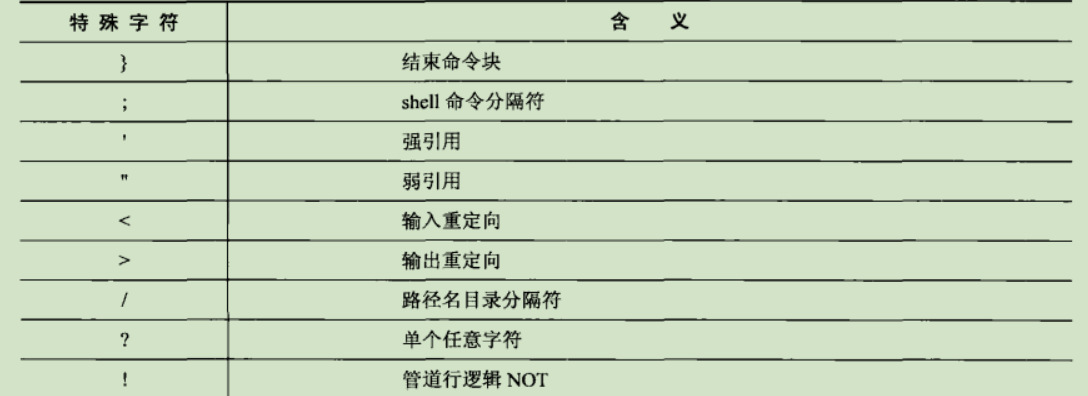 特殊字符 含义
} 结束命令块
; shell 命令分隔符
' 强引用
" 弱引用
< 输入重定向
> 输出重定向
/ 路径名目录分隔符
? 单个任意字符
! 管道行逻辑 NOT